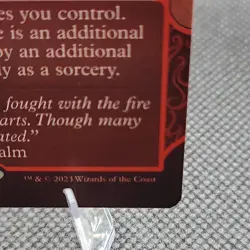 es you control.
e is an additional
by an additional
y as a sorcery.
fought with the fire
arts. Though many
ated.”
alm
™ & © 2023 Wizards of the Coast